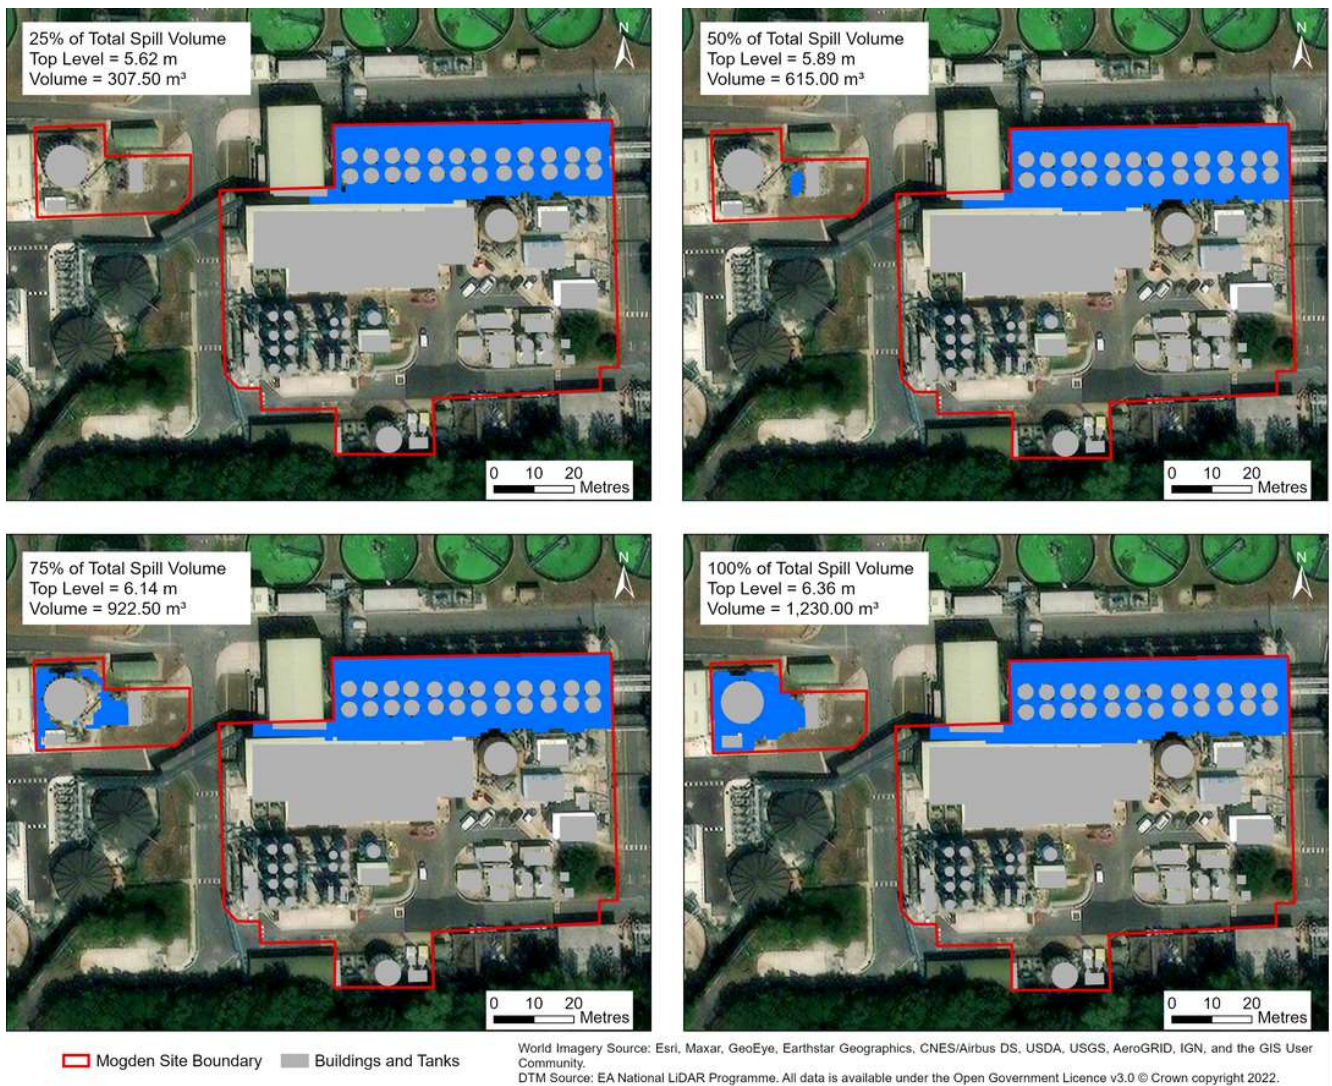 25% of Total Spill Volume
Top Level = 5.62 m
Volume = 307.50 m³
N
0 10 20
Metres
50% of Total Spill Volume
Top Level = 5.89 m
Volume = 615.00 m³
N
0 10 20
Metres
75% of Total Spill Volume
Top Level = 6.14 m
Volume = 922.50 m³
N
0 10 20
Metres
100% of Total Spill Volume
Top Level = 6.36 m
Volume = 1,230.00 m³
N
0 10 20
Metres
Mogden Site Boundary
Buildings and Tanks
World Imagery Source: Esri, Maxar, GeoEye, Earthstar Geographics, CNES/Airbus DS, USDA, USGS, AeroGRID, IGN, and the GIS User
Community.
DTM Source: EA National LiDAR Programme. All data is available under the Open Government Licence v3.0 © Crown copyright 2022.